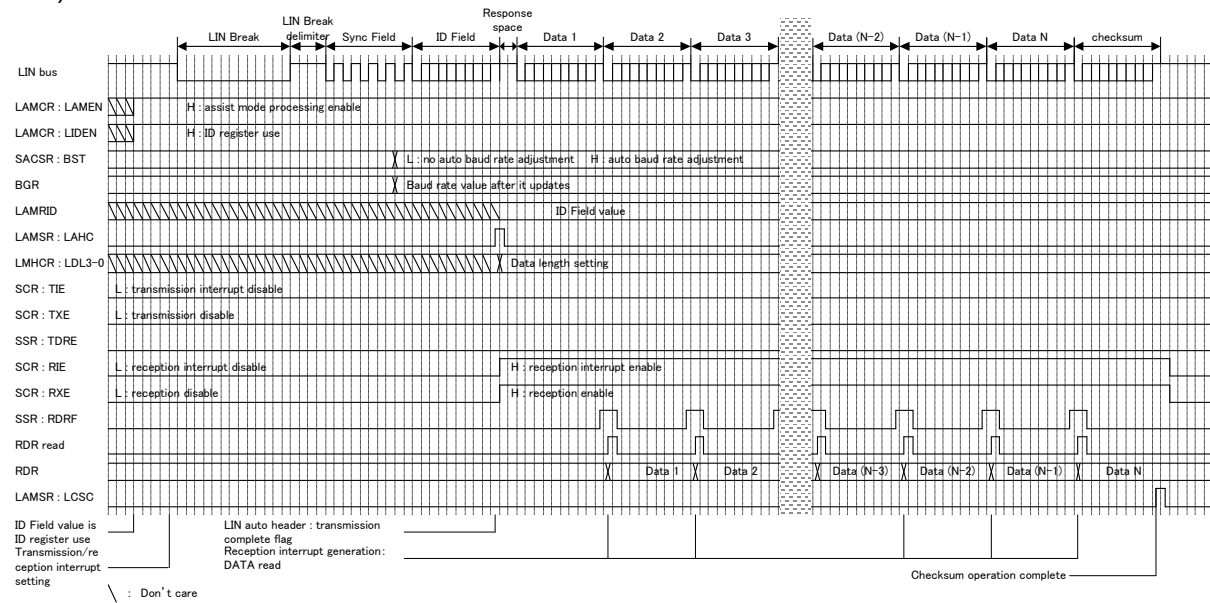 Response
space
LIN Break
delimiter
LIN Break
Sync Field
ID Field
Data 1
Data 2
Data 3
Data (N-2)
Data (N-1)
Data N
checksum
LIN bus
LAMCR : LAMEN
H : assist mode processing enable
LAMCR : LIDEN
H : ID register use
SACSR : BST
L : no auto baud rate adjustment H : auto baud rate adjustment
BGR
Baud rate value after it updates
LAMRID
ID Field value
LAMSR : LAHC
LMHCR : LDL3-0
Data length setting
SCR : TIE
L : transmission interrupt disable
SCR : TXE
L : transmission disable
SSR : TDRE
SCR : RIE
L : reception interrupt disable
H : reception interrupt enable
SCR : RXE
L : reception disable
H : reception enable
SSR : RDRF
RDR read
RDR
Data 1
Data 2
Data (N-3)
Data (N-2)
Data (N-1)
Data N
LAMSR : LCSC
ID Field value is
ID register use
Transmission/re
ception interrupt
setting
LIN auto header : transmission
complete flag
Reception interrupt generation:
DATA read
Checksum operation complete
\ : Don't care